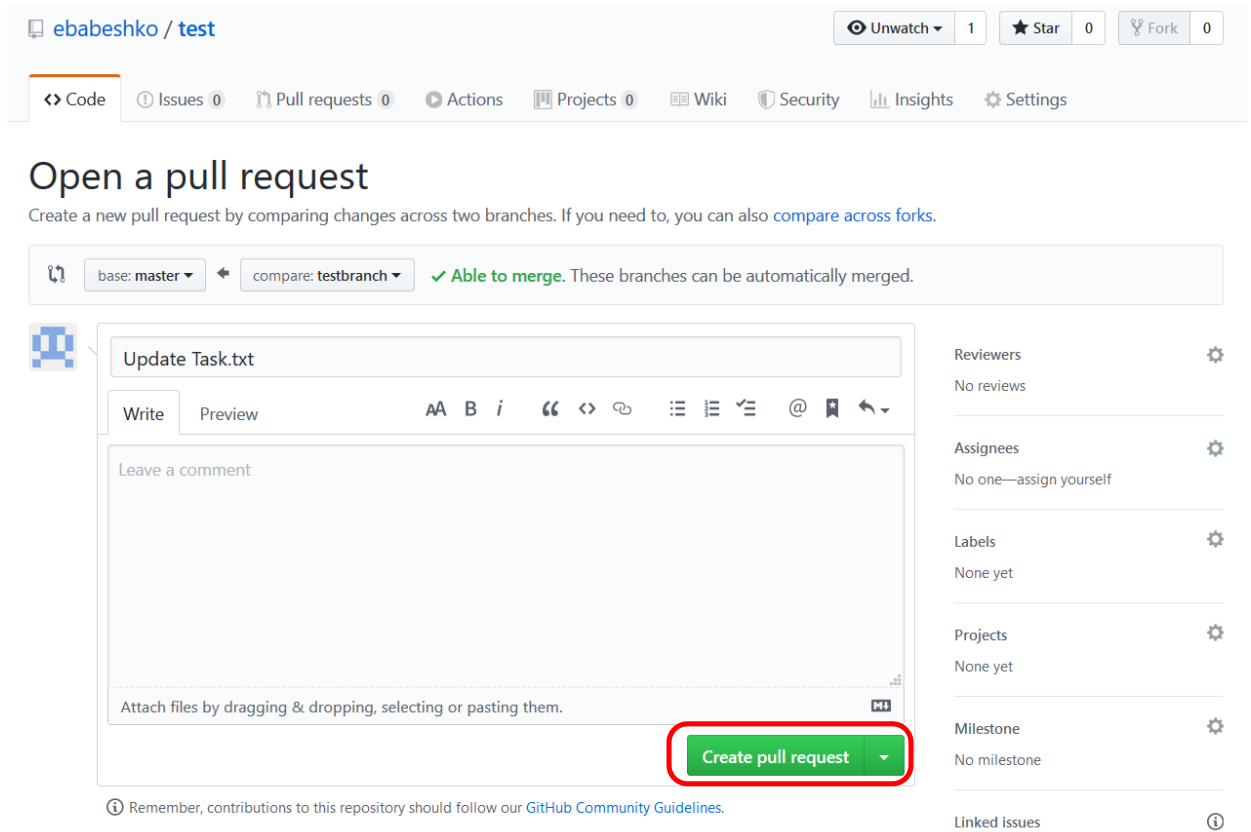 ebabeshko / test
Unwatch 1 Star 0 Fork 0
Code Issues 0 Pull requests 0 Actions Projects 0 Wiki Security Insights Settings
Open a pull request
Create a new pull request by comparing changes across two branches. If you need to, you can also compare across forks.
base: master compare: testbranch Able to merge. These branches can be automatically merged.
Update Task.txt
Write Preview AA B i @
Leave a comment
Attach files by dragging & dropping, selecting or pasting them. M
Create pull request
Remember, contributions to this repository should follow our GitHub Community Guidelines.
Reviewers
No reviews
Assignees
No one—assign yourself
Labels
None yet
Projects
None yet
Milestone
No milestone
Linked issues